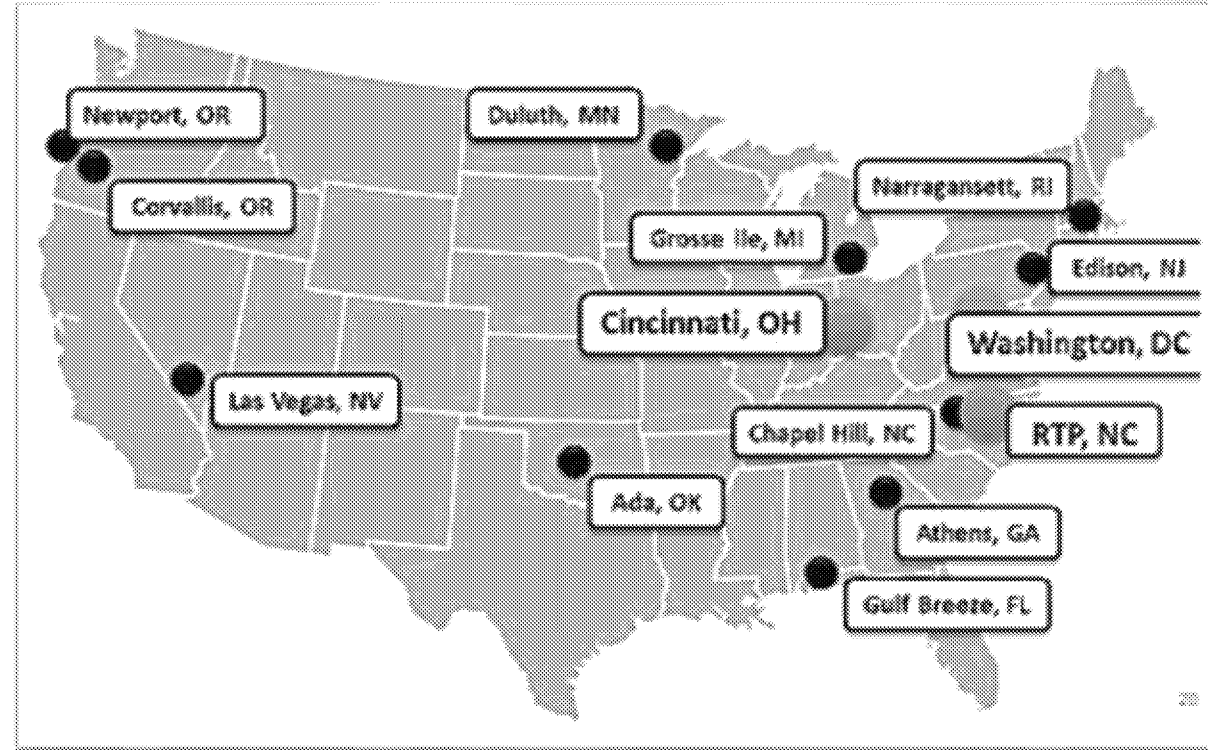 Newport, OR
Duluth, MN
Narragansett, RI
Corvallis, OR
Grosse Ile, MI
Edison, NJ
Cincinnati, OH
Washington, DC
Las Vegas, NV
Chapel Hill, NC
RTP, NC
Ada, OK
Athens, GA
Gulf Breeze, FL